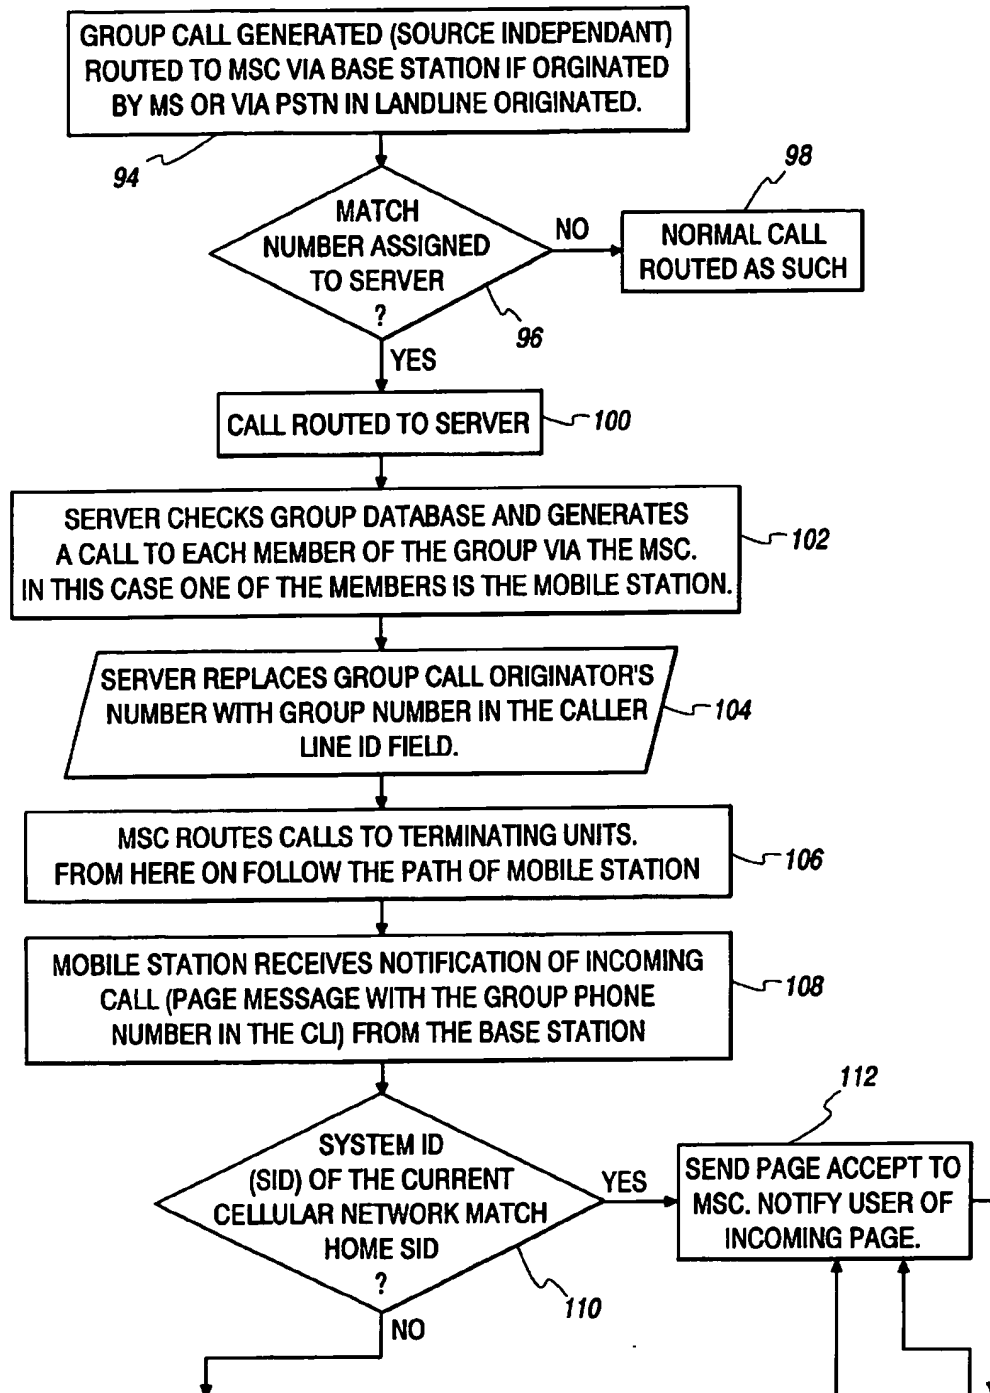 GROUP CALL GENERATED (SOURCE INDEPENDANT)
ROUTED TO MSC VIA BASE STATION IF ORGINATED
BY MS OR VIA PSTN IN LANDLINE ORIGINATED.
94
98
MATCH
NUMBER ASSIGNED
TO SERVER
?
NO
NORMAL CALL
ROUTED AS SUCH
96
YES
CALL ROUTED TO SERVER
100
SERVER CHECKS GROUP DATABASE AND GENERATES
A CALL TO EACH MEMBER OF THE GROUP VIA THE MSC.
IN THIS CASE ONE OF THE MEMBERS IS THE MOBILE STATION.
102
SERVER REPLACES GROUP CALL ORIGINATOR'S
NUMBER WITH GROUP NUMBER IN THE CALLER
LINE ID FIELD.
104
MSC ROUTES CALLS TO TERMINATING UNITS.
FROM HERE ON FOLLOW THE PATH OF MOBILE STATION
106
MOBILE STATION RECEIVES NOTIFICATION OF INCOMING
CALL (PAGE MESSAGE WITH THE GROUP PHONE
NUMBER IN THE CLI) FROM THE BASE STATION
108
112
SYSTEM ID
(SID) OF THE CURRENT
CELLULAR NETWORK MATCH
HOME SID
?
YES
SEND PAGE ACCEPT TO
MSC. NOTIFY USER OF
INCOMING PAGE.
110
NO